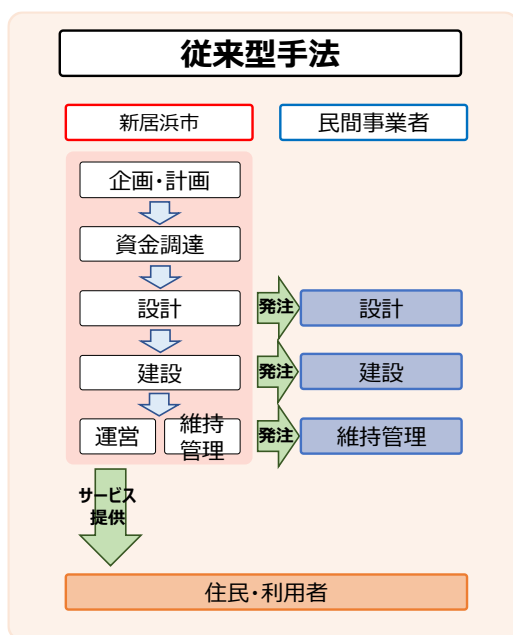 従来型手法
新居浜市
民間事業者
企画・計画
資金調達
設計
発注
設計
建設
発注
建設
運営
維持
管理
発注
維持管理
サービス
提供
住民・利用者